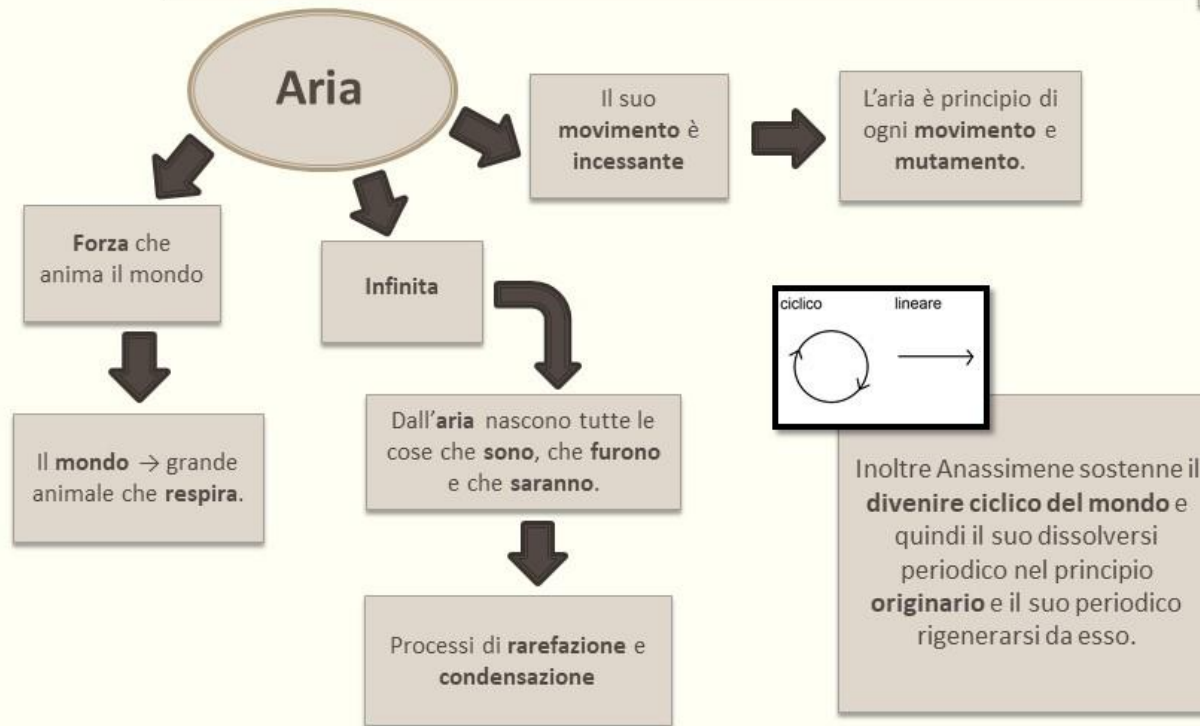 Aria
Il suo
movimento è
incessante
L'aria è principio di
ogni movimento e
mutamento.
Forza che
anima il mondo
Infinita
Il mondo → grande
animale che respira.
Dall'aria nascono tutte le
cose che sono, che furono
e che saranno.
Processi di rarefazione e
condensazione
ciclico
lineare
Inoltre Anassimene sostenne il
divenire ciclico del mondo e
quindi il suo dissolversi
periodico nel principio
originario e il suo periodico
rigenerarsi da esso.